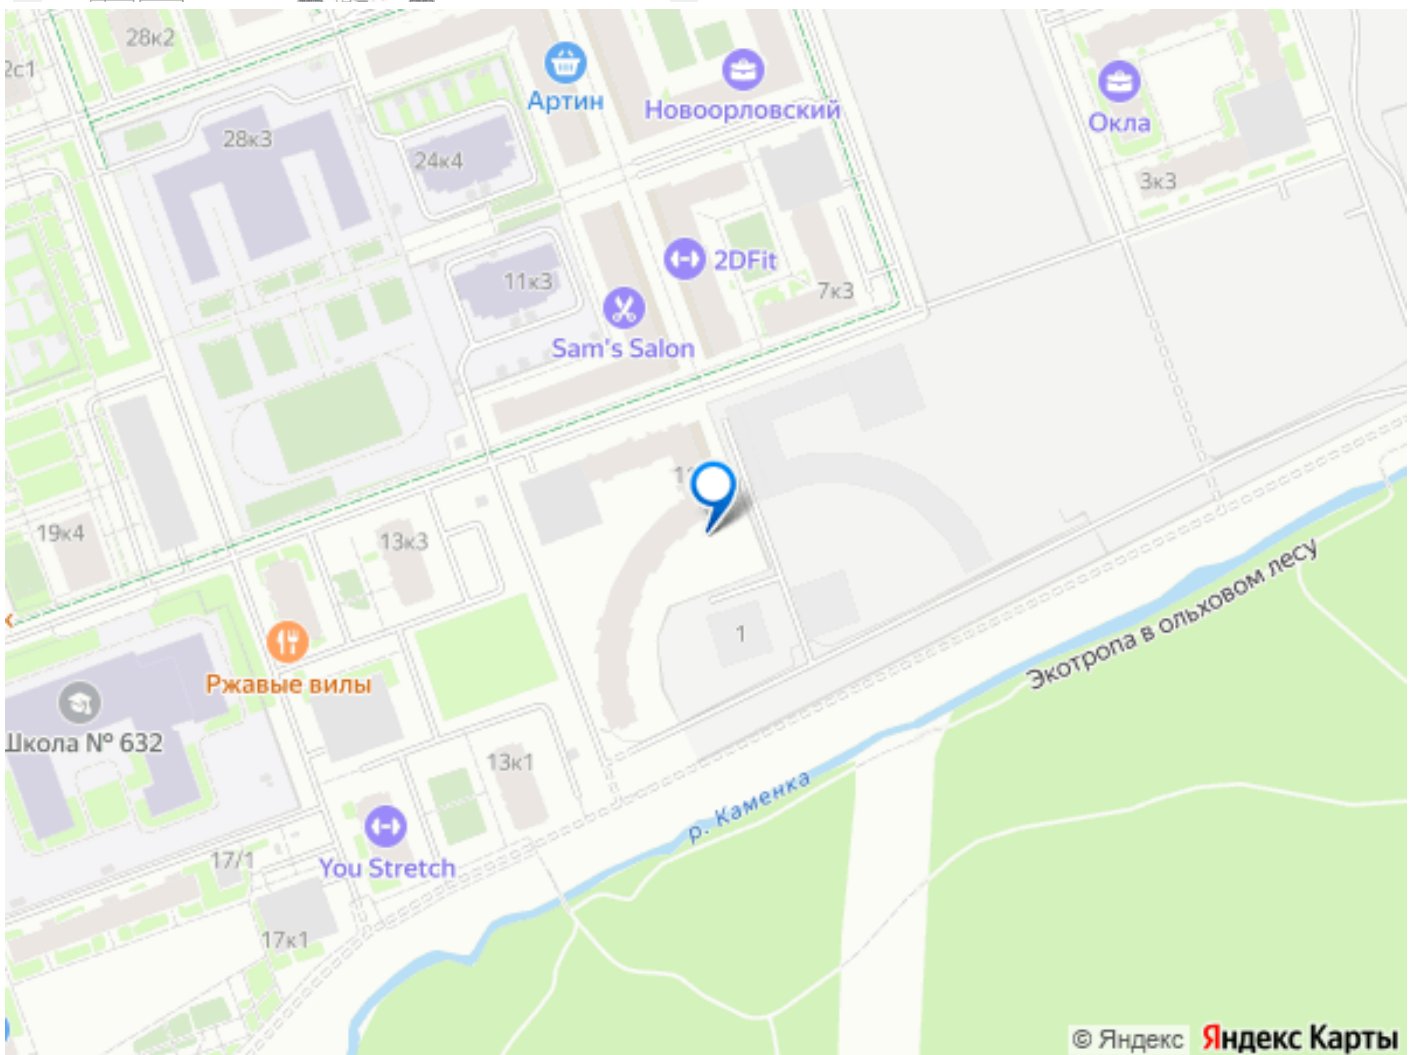 28к2
2с1
Артин
Новоорловский
Окла
28к3
24к4
3к3
2DFit
11к3
7к3
Sam's Salon
19к4
13к3
1
Экотропа в ольховом лесу
Ржавые вилы
Школа № 632
13к1
р. Каменка
You Stretch
17/1
17к1
© Яндекс Яндекс Карты